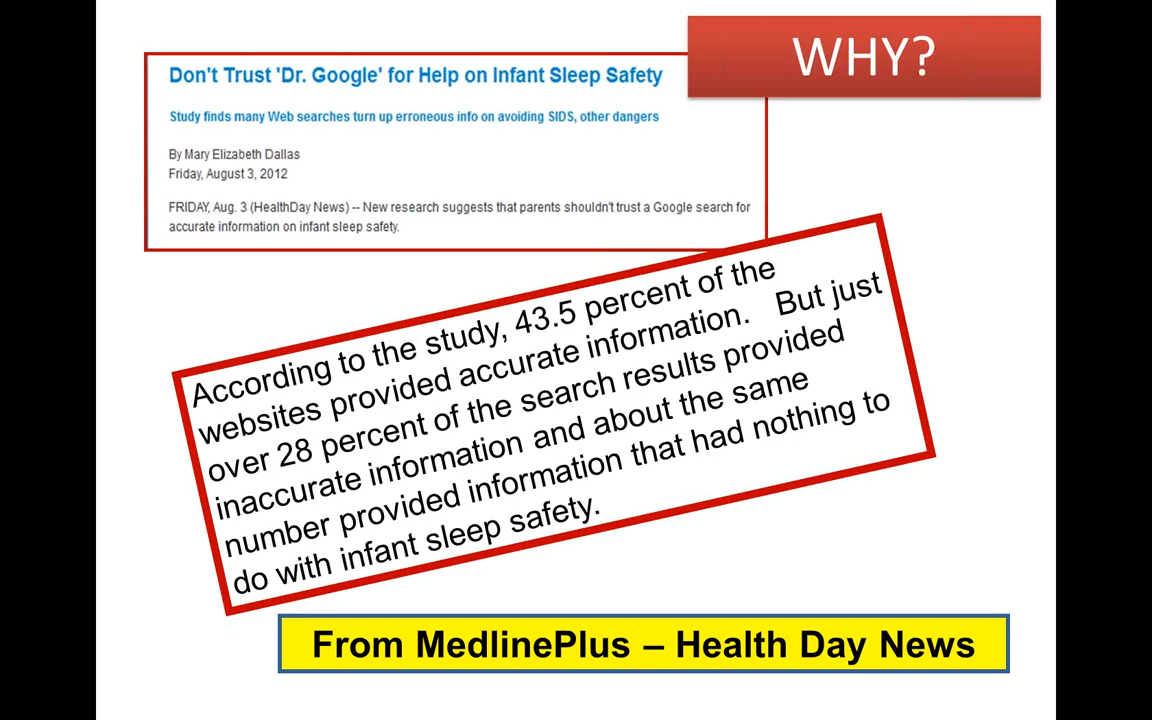 WHY?
Don't Trust 'Dr. Google' for Help on Infant Sleep Safety
Study finds many Web searches turn up erroneous info on avoiding SIDS, other dangers
By Mary Elizabeth Dallas
Friday, August 3, 2012
FRIDAY, Aug. 3 (HealthDay News) -- New research suggests that parents shouldn't trust a Google search for
accurate information on infant sleep safety.
According to the study, 43.5 percent of the
websites provided accurate information. But just
over 28 percent of the search results provided
inaccurate information and about the same
number provided information that had nothing to
do with infant sleep safety.
From MedlinePlus – Health Day News